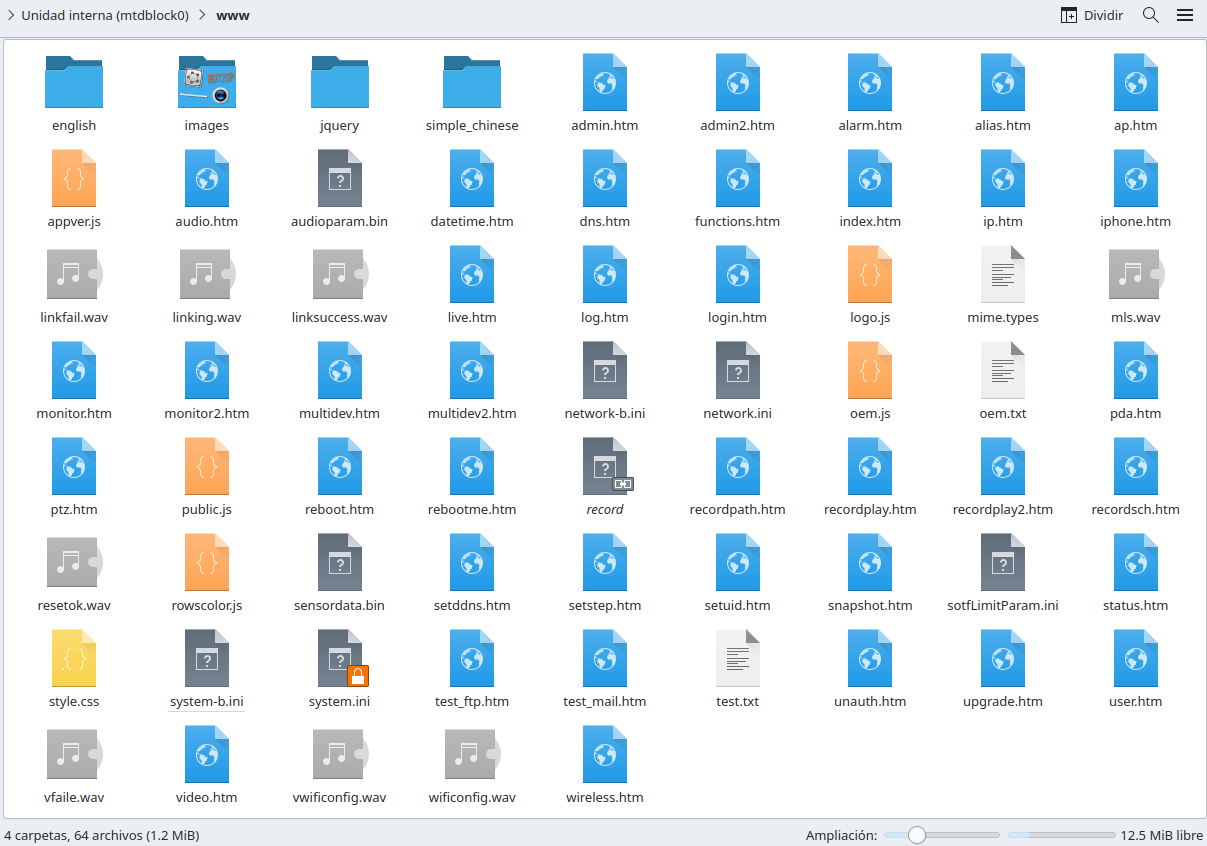 Unidad interna (mtdblock0) www Dividir
english images jquery simple_chinese admin.htm admin2.htm alarm.htm alias.htm ap.htm
appver.js audio.htm audioparam.bin datetime.htm dns.htm functions.htm index.htm ip.htm iphone.htm
linkfail.wav linking.wav linksuccess.wav live.htm log.htm login.htm logo.js mime.types mls.wav
monitor.htm monitor2.htm multidev.htm multidev2.htm network-b.ini network.ini oem.js oem.txt pda.htm
ptz.htm public.js reboot.htm rebootme.htm record recordpath.htm recordplay.htm recordplay2.htm recordsch.htm
resetok.wav rowscolor.js sensordata.bin setddns.htm setstep.htm setuid.htm snapshot.htm sotfLimitParam.ini status.htm
style.css system-b.ini system.ini test_ftp.htm test_mail.htm test.txt unauth.htm upgrade.htm user.htm
vfaile.wav video.htm vwificonfig.wav wificonfig.wav wireless.htm
4 carpetas, 64 archivos (1.2 MiB) Ampliación: 12.5 MiB libre